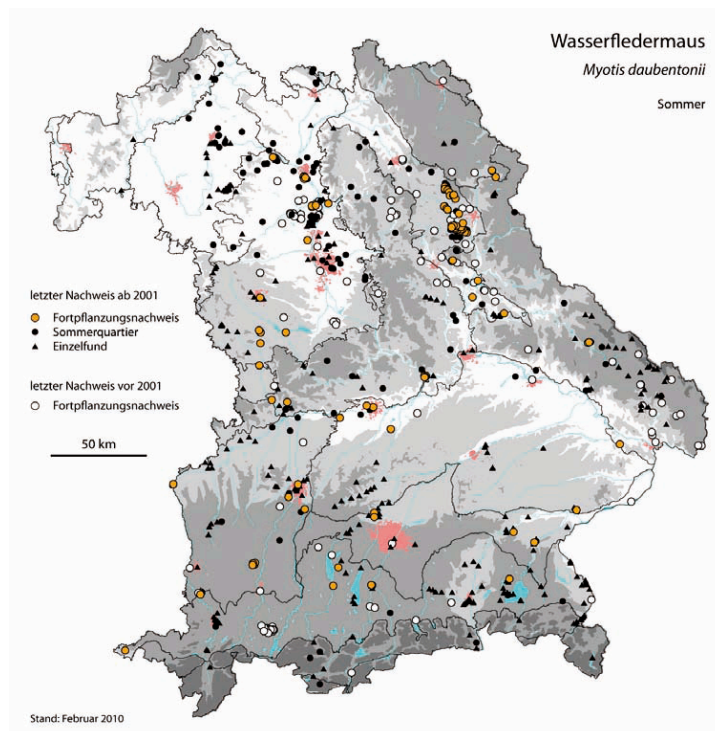 Wasserfledermaus
Myotis daubentonii
Sommer
letzter Nachweis ab 2001
Fortpflanzungsnachweis
Sommerquartier
Einzelfund
letzter Nachweis vor 2001
Fortpflanzungsnachweis
50 km
Stand: Februar 2010